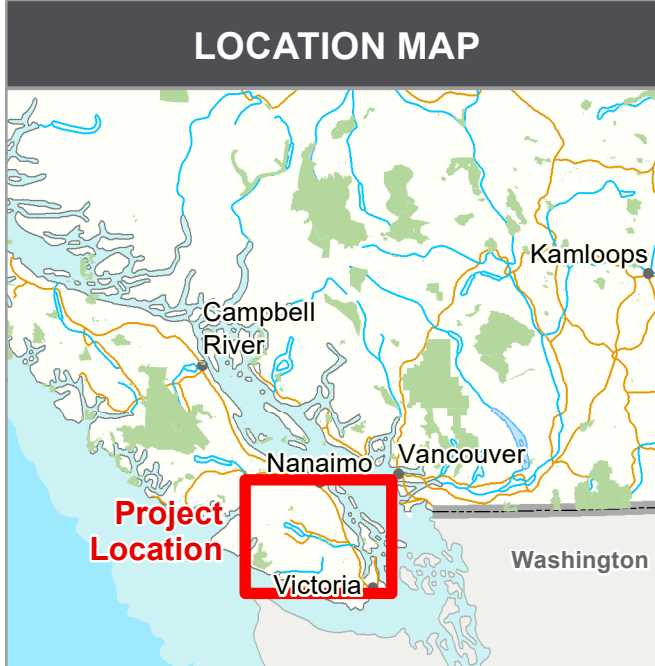 LOCATION MAP
Kamloops
Campbell
River
Vancouver
Nanaimo
Project
Location
Washington
Victoria